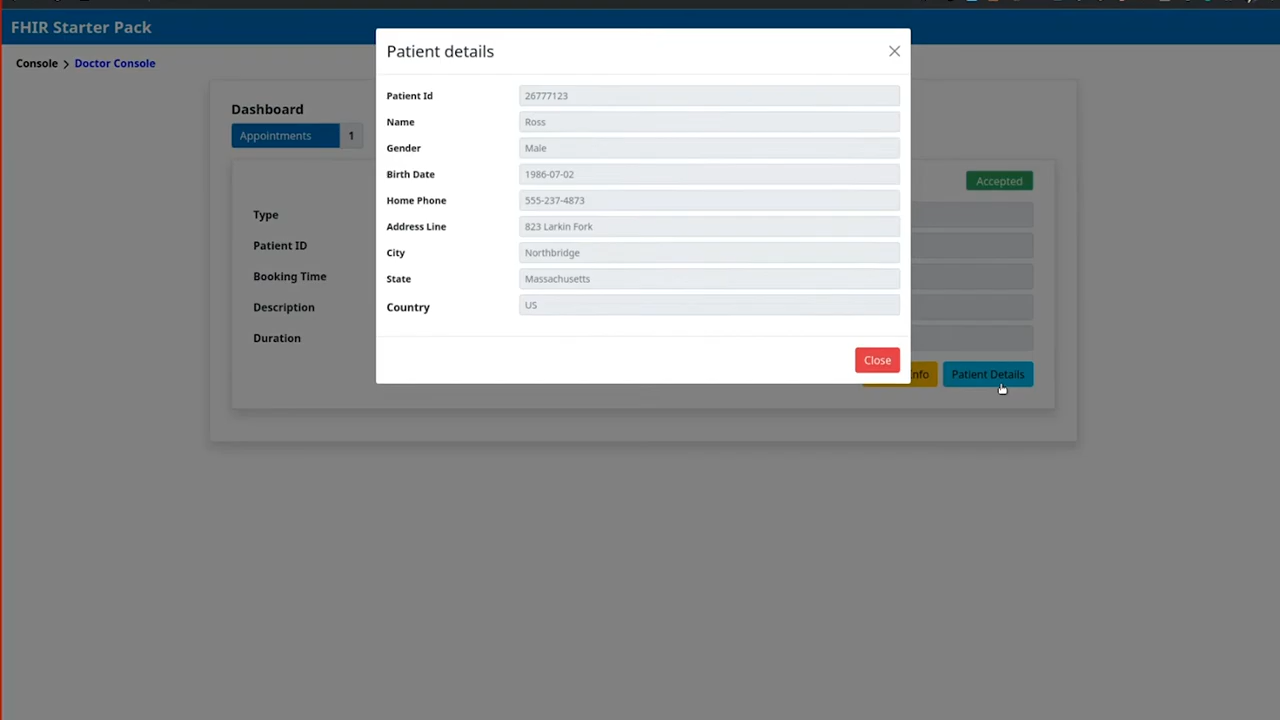 FHIR Starter Pack
Console > Doctor Console
Dashboard
Appointments 1
Accepted
Type
Patient ID
Booking Time
Description
Duration
Info Patient Details
Patient details
Patient Id 26777123
Name Ross
Gender Male
Birth Date 1986-07-02
Home Phone 555-237-4873
Address Line 823 Larkin Fork
City Northbridge
State Massachusetts
Country US
Close